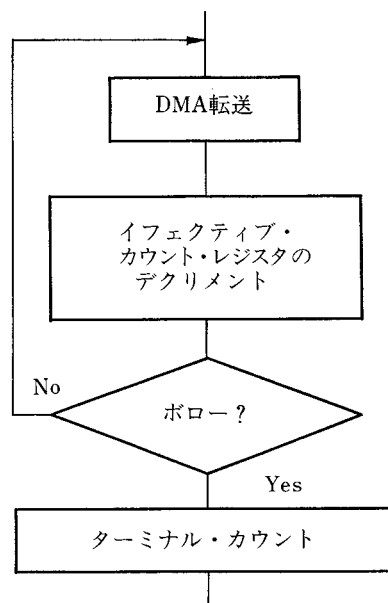 DMA転送
イフェクティブ・
カウント・レジスタの
デクリメント
No
ボロー？
Yes
ターミナル・カウント